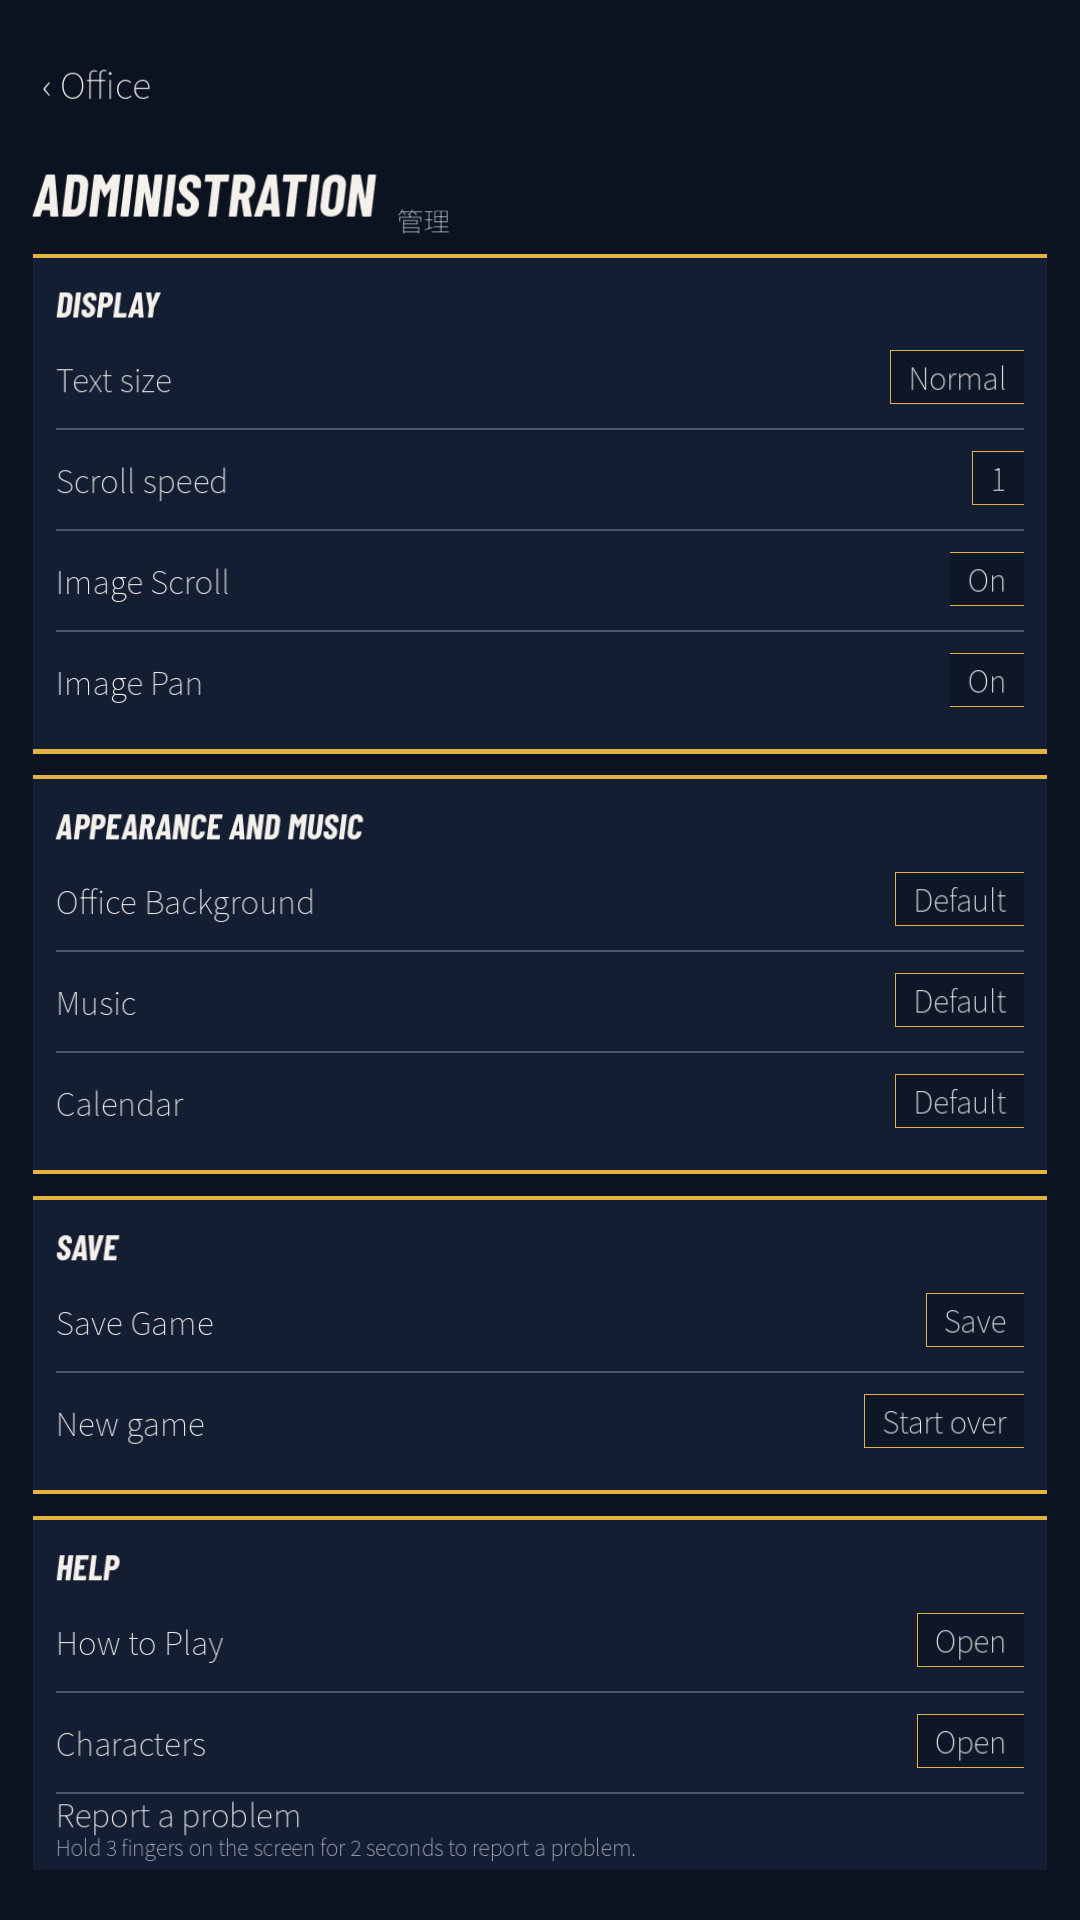 ‹ Office
ADMINISTRATION 管理
DISPLAY
Text size Normal
Scroll speed 1
Image Scroll On
Image Pan On
APPEARANCE AND MUSIC
Office Background Default
Music Default
Calendar Default
SAVE
Save Game Save
New game Start over
HELP
How to Play Open
Characters Open
Report a problem
Hold 3 fingers on the screen for 2 seconds to report a problem.